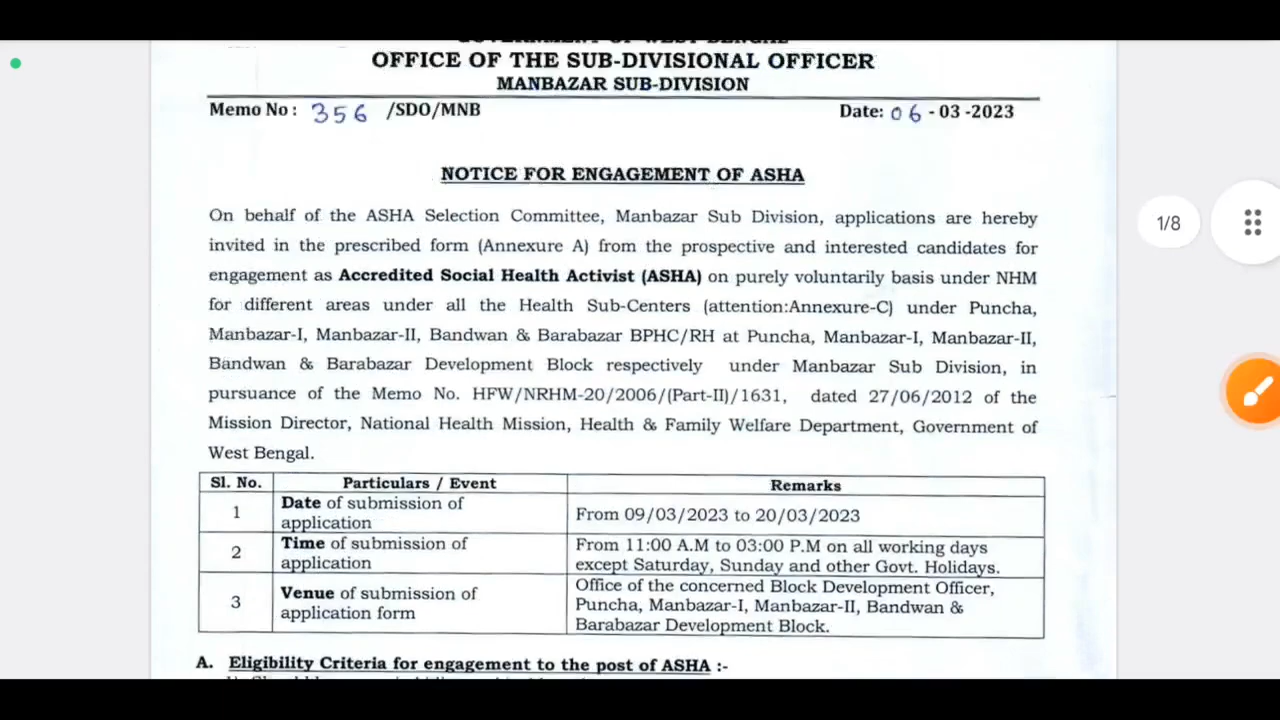 GOVERNMENT OF WEST BENGAL
OFFICE OF THE SUB-DIVISIONAL OFFICER
MANBAZAR SUB-DIVISION
Memo No : 356 /SDO/MNB Date: 06 - 03 -2023
NOTICE FOR ENGAGEMENT OF ASHA
On behalf of the ASHA Selection Committee, Manbazar Sub Division, applications are hereby
invited in the prescribed form (Annexure A) from the prospective and interested candidates for
engagement as Accredited Social Health Activist (ASHA) on purely voluntarily basis under NHM
for different areas under all the Health Sub-Centers (attention:Annexure-C) under Puncha,
Manbazar-I, Manbazar-II, Bandwan & Barabazar BPHC/RH at Puncha, Manbazar-I, Manbazar-II,
Bandwan & Barabazar Development Block respectively under Manbazar Sub Division, in
pursuance of the Memo No. HFW/NRHM-20/2006/(Part-II)/1631, dated 27/06/2012 of the
Mission Director, National Health Mission, Health & Family Welfare Department, Government of
West Bengal.
Sl. No. Particulars / Event Remarks
1 Date of submission of
application From 09/03/2023 to 20/03/2023
2 Time of submission of
application From 11:00 A.M to 03:00 P.M on all working days
except Saturday, Sunday and other Govt. Holidays.
3 Venue of submission of
application form Office of the concerned Block Development Officer,
Puncha, Manbazar-I, Manbazar-II, Bandwan &
Barabazar Development Block.
A. Eligibility Criteria for engagement to the post of ASHA :-
1/8